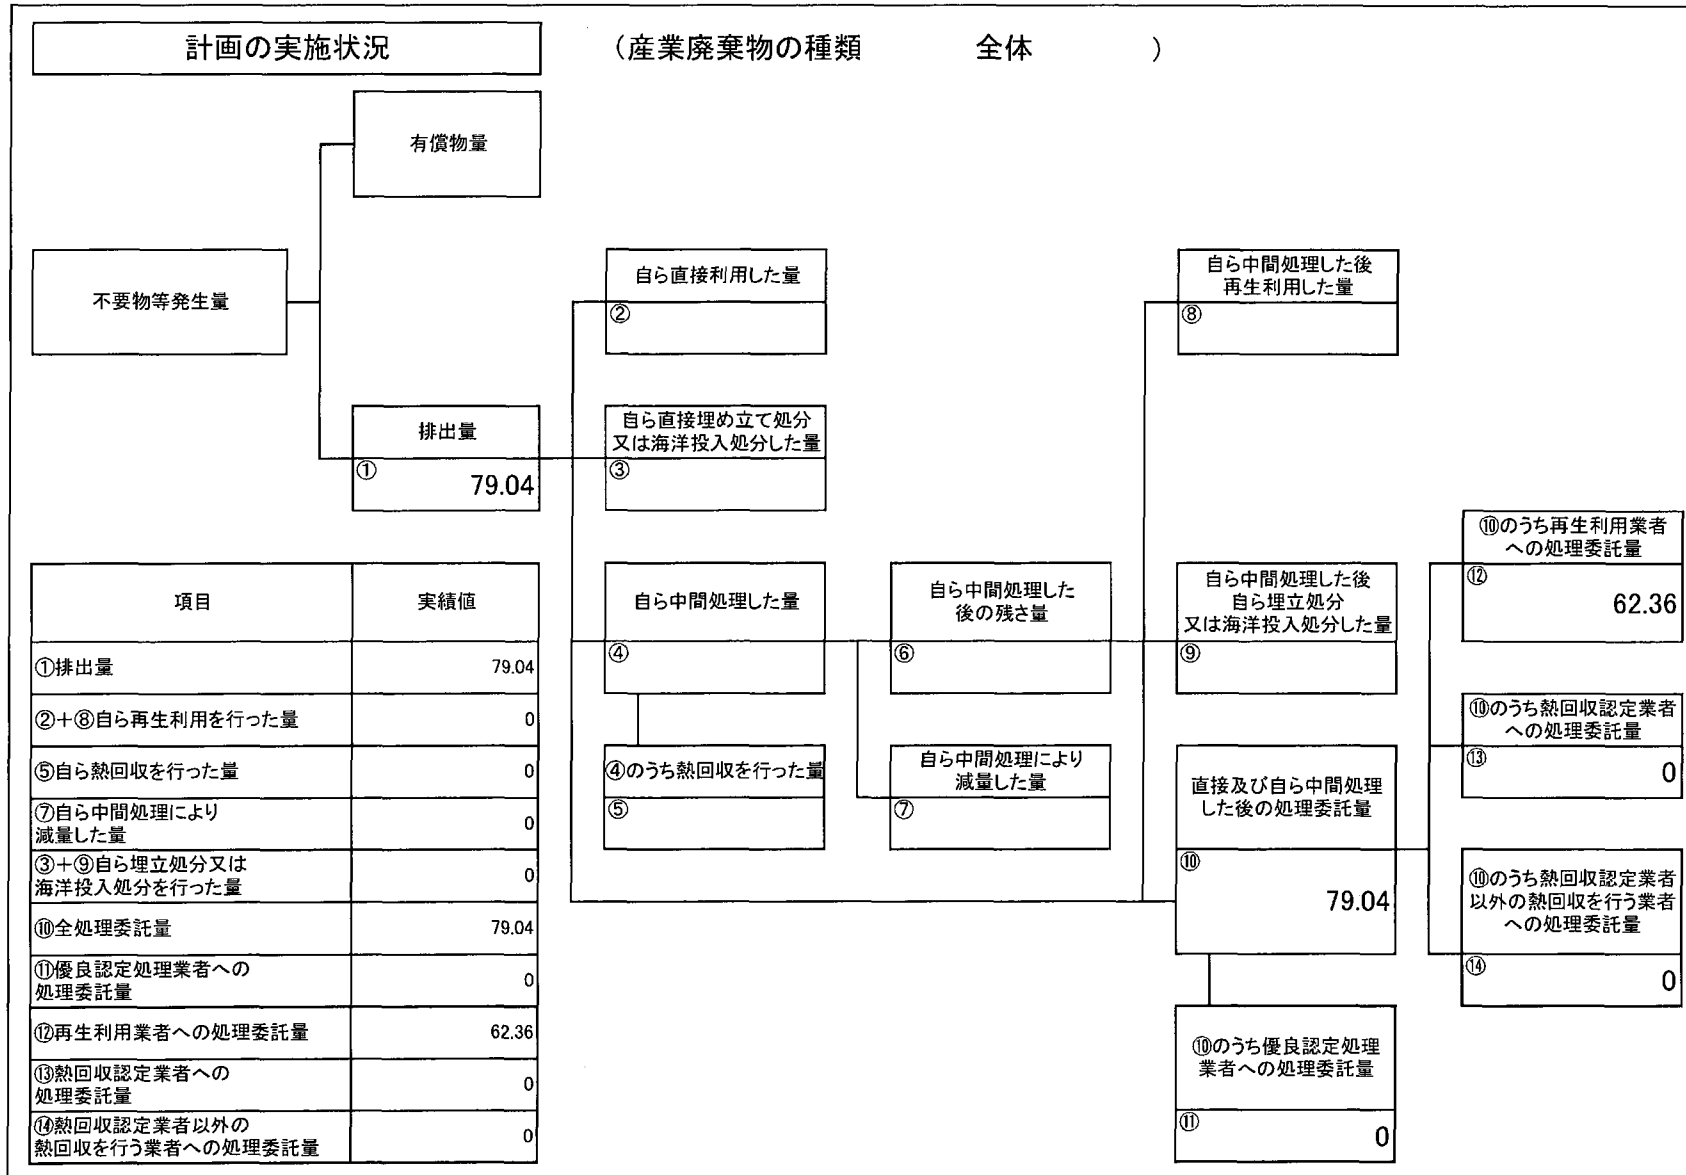 計画の実施状況
（産業廃棄物の種類 全体 ）
有償物量
不要物等発生量
自ら直接利用した量
②
自ら中間処理した後
再生利用した量
⑧
排出量
①
79.04
自ら直接埋め立て処分
又は海洋投入処分した量
③
⑩のうち再生利用業者
への処理委託量
⑫
62.36
自ら中間処理した量
④
自ら中間処理した
後の残さ量
⑥
自ら中間処理した後
自ら埋立処分
又は海洋投入処分した量
⑨
⑩のうち熱回収認定業者
への処理委託量
⑬
0
④のうち熱回収を行った量
⑤
自ら中間処理により
減量した量
⑦
直接及び自ら中間処理
した後の処理委託量
⑩
79.04
⑩のうち熱回収認定業者
以外の熱回収を行う業者
への処理委託量
⑭
0
⑩のうち優良認定処理
業者への処理委託量
⑪
0
項目 実績値
①排出量 79.04
②＋⑧自ら再生利用を行った量 0
⑤自ら熱回収を行った量 0
⑦自ら中間処理により
減量した量 0
③＋⑨自ら埋立処分又は
海洋投入処分を行った量 0
⑩全処理委託量 79.04
⑪優良認定処理業者への
処理委託量 0
⑫再生利用業者への処理委託量 62.36
⑬熱回収認定業者への
処理委託量 0
⑭熱回収認定業者以外の
熱回収を行う業者への処理委託量 0